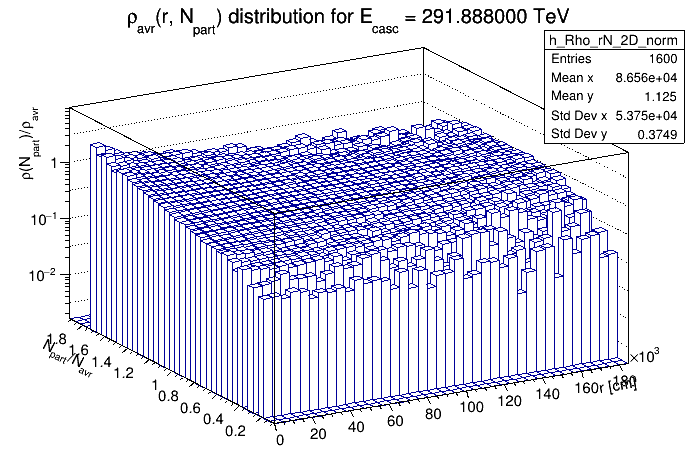 ρavr(r, Npart) distribution for Ecasc = 291.888000 TeV
h_Rho_rN_2D_norm
Entries 1600
Mean x 8.656e+04
Mean y 1.125
Std Dev x 5.375e+04
Std Dev y 0.3749
ρ(Npart)/ρavr
1
10⁻¹
10⁻²
1.8 1.6 1.4 1.2 1 0.8 0.6 0.4 0.2
Npart/Navr
0 20 40 60 80 100 120 140 160 180
×10³
r [cm]